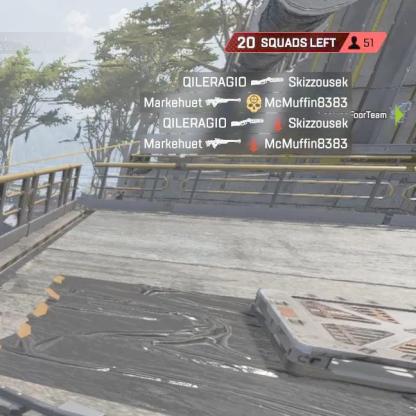 20 SQUADS LEFT 51
QILERAGIO Skizzousek
Markehuet McMuffin8383
QILERAGIO Skizzousek
Markehuet McMuffin8383